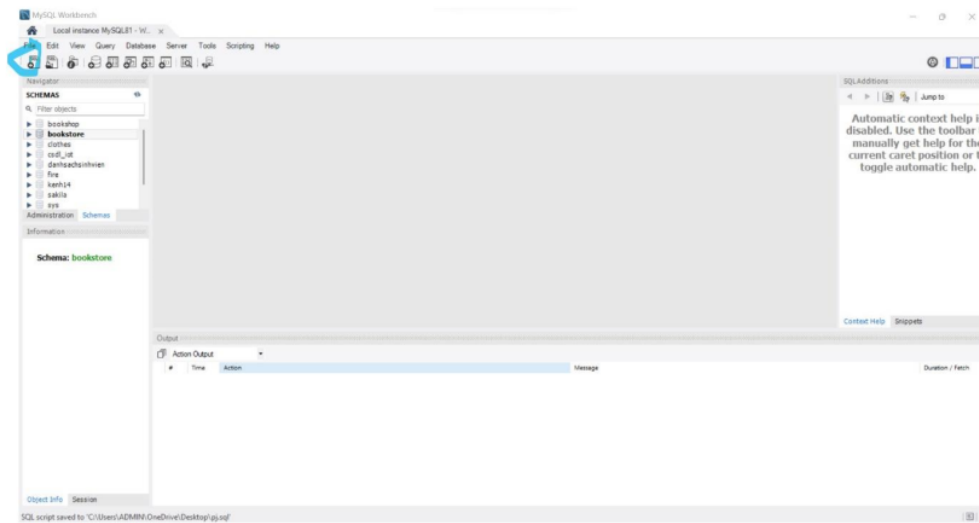 MySQL Workbench
Local instance MySQL81 - W... x
File Edit View Query Database Server Tools Scripting Help
Navigator
SCHEMAS
Filter objects
bookshop
bookstore
clothes
csdl_iot
danhsachsinhvien
fire
kenh14
sakila
sys
Administration Schemas
Information
Schema: bookstore
Object Info Session
SQLAdditions
Jump to
Automatic context help i
disabled. Use the toolbar
manually get help for the
current caret position or t
toggle automatic help.
Context Help Snippets
Output
Action Output
# Time Action Message Duration / Fetch
SQL script saved to 'C:\Users\ADMIN\OneDrive\Desktop\pj.sql'